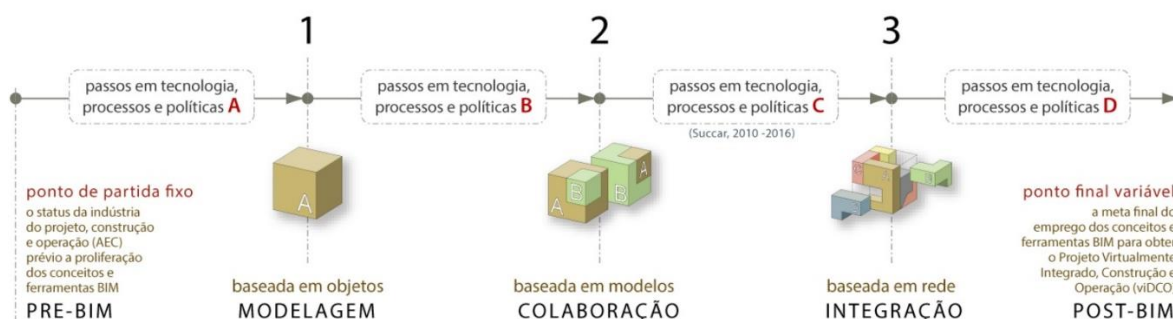 1
2
3
passos em tecnologia,
processos e políticas A
passos em tecnologia,
processos e políticas B
passos em tecnologia,
processos e políticas C
passos em tecnologia,
processos e políticas D
(Succar, 2010 -2016)
A
A
B
B
A
ponto de partida fixo
o status da indústria
do projeto, construção
e operação (AEC)
prévio a proliferação
dos conceitos e
ferramentas BIM
PRE-BIM
baseada em objetos
MODELAGEM
baseada em modelos
COLABORAÇÃO
baseada em rede
INTEGRAÇÃO
ponto final variável
a meta final do
emprego dos conceitos e
ferramentas BIM para obter
o Projeto Virtualmente
Integrado, Construção e
Operação (viDCO)
POST-BIM